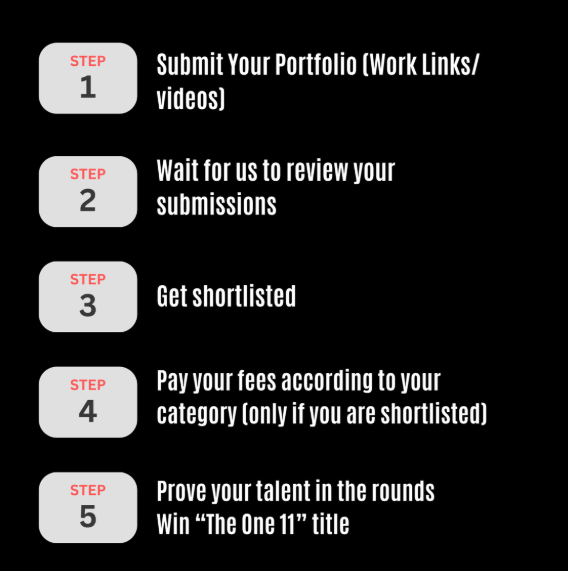 STEP
1
Submit Your Portfolio (Work Links/
videos)
STEP
2
Wait for us to review your
submissions
STEP
3
Get shortlisted
STEP
4
Pay your fees according to your
category (only if you are shortlisted)
STEP
5
Prove your talent in the rounds
Win “The One 11” title